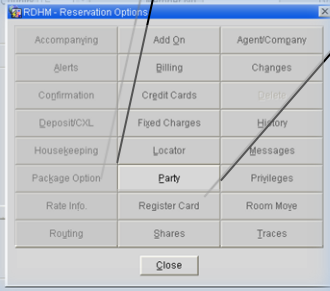 RDHM - Reservation Options
Accompanying Add On Agent/Company
Alerts Billing Changes
Confirmation Credit Cards Delete
Deposit/CXL Fixed Charges History
Housekeeping Locator Messages
Package Option Party Privileges
Rate Info. Register Card Room Move
Routing Shares Traces
Close